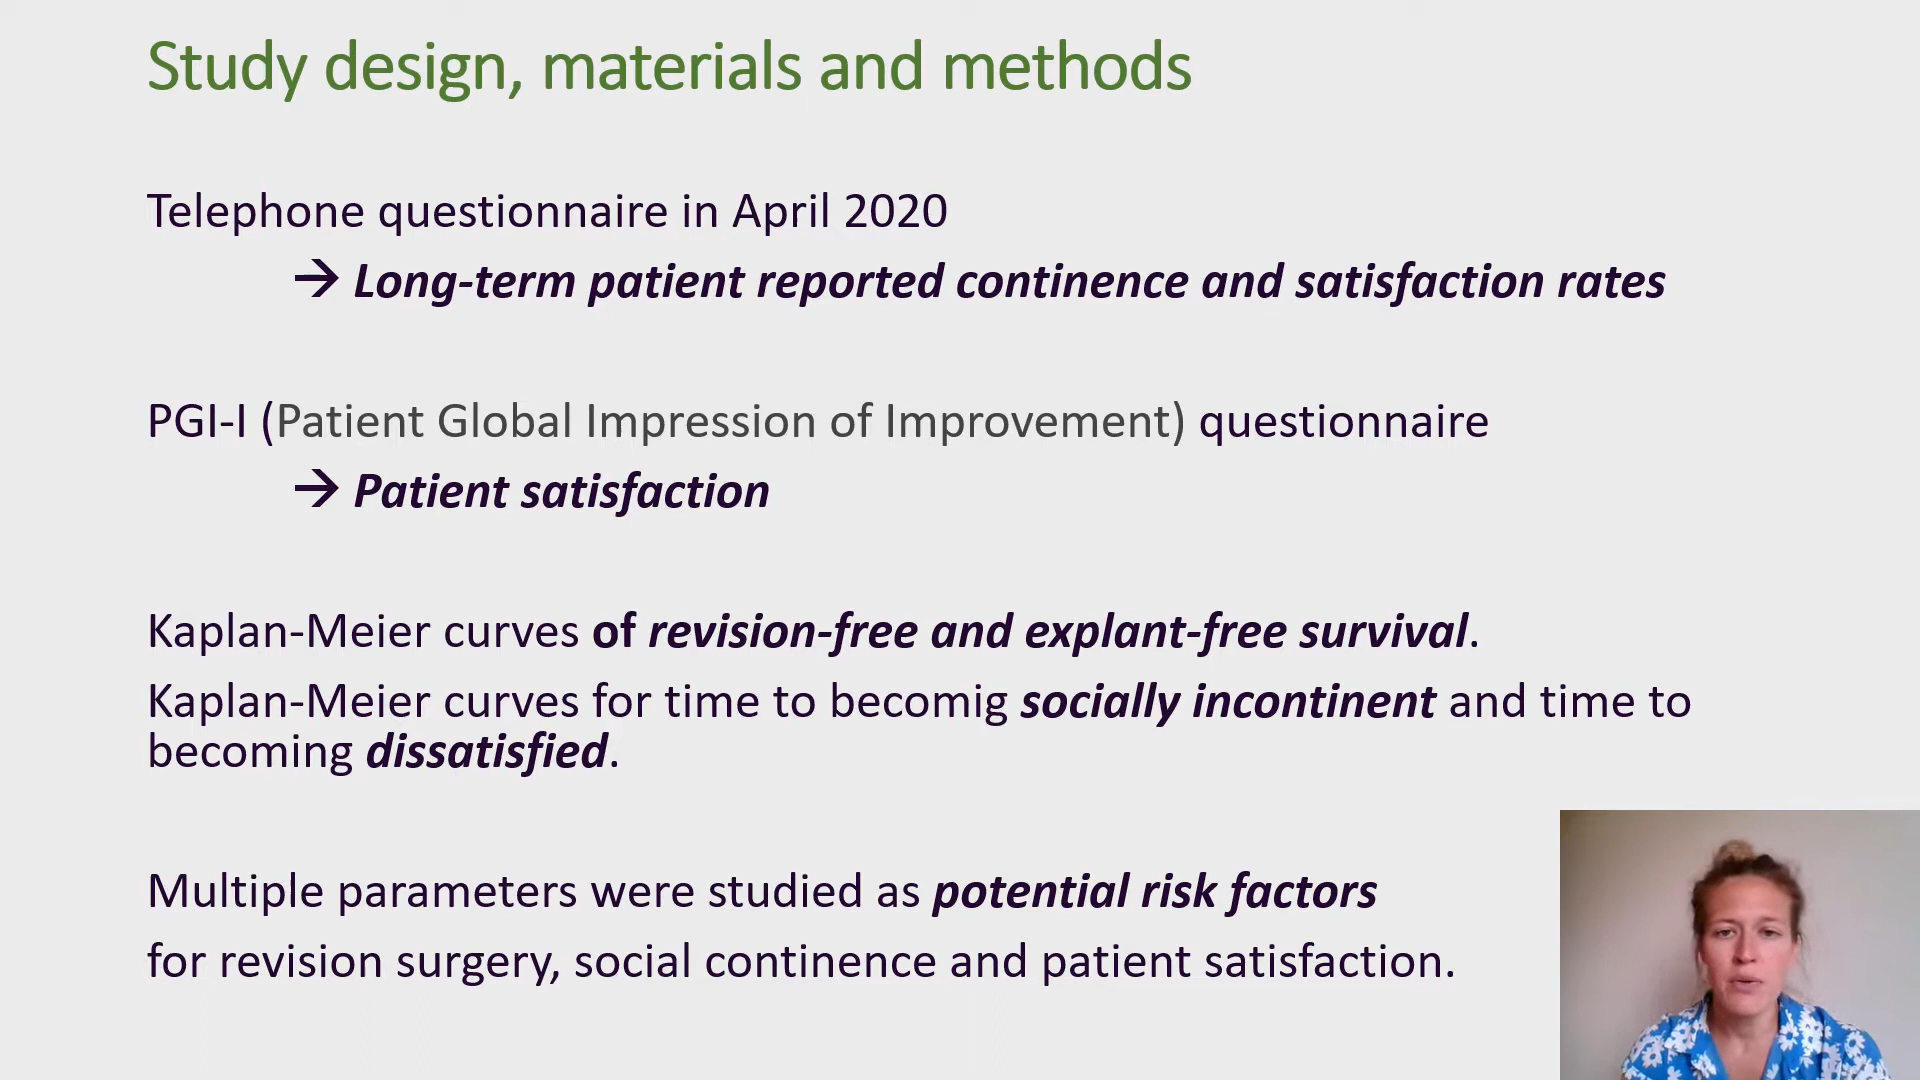 Study design, materials and methods
Telephone questionnaire in April 2020
→ Long-term patient reported continence and satisfaction rates
PGI-I (Patient Global Impression of Improvement) questionnaire
→ Patient satisfaction
Kaplan-Meier curves of revision-free and explant-free survival.
Kaplan-Meier curves for time to becomig socially incontinent and time to
becoming dissatisfied.
Multiple parameters were studied as potential risk factors
for revision surgery, social continence and patient satisfaction.